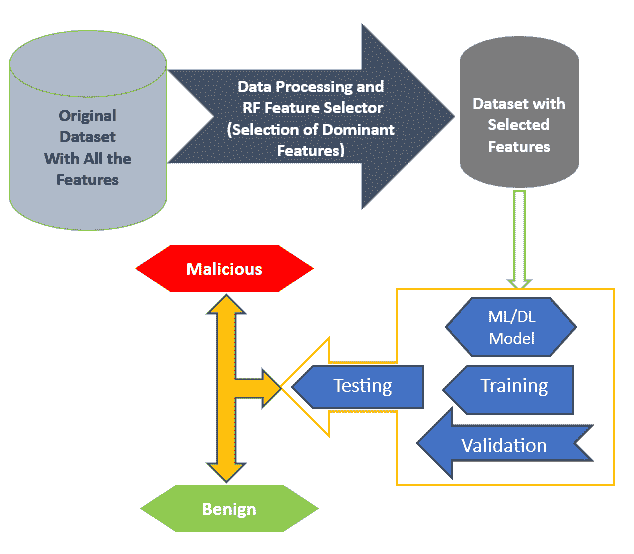 Original
Dataset
With All the
Features
Data Processing and
RF Feature Selector
(Selection of Dominant
Features)
Dataset with
Selected
Features
Malicious
ML/DL
Model
Testing
Training
Validation
Benign